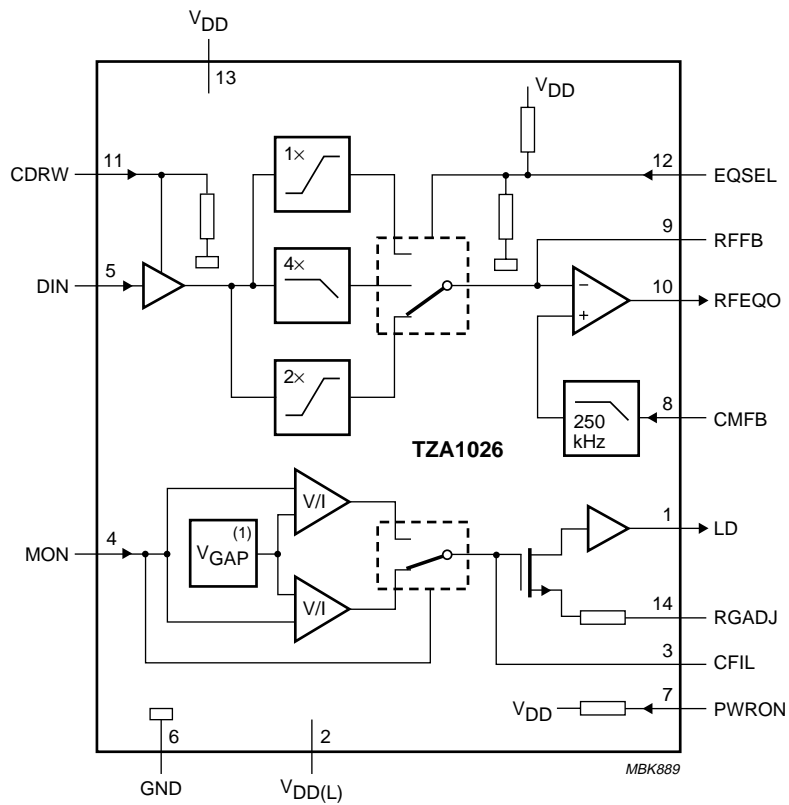 VDD
13
VDD
1×
CDRW
11
12
EQSEL
9
RFFB
DIN
5
4×
10
RFEQO
−
+
2×
250
kHz
8
CMFB
TZA1026
V/I
1
LD
MON
4
VGAP
(1)
V/I
14
RGADJ
3
CFIL
VDD
7
PWRON
6
2
GND
VDD(L)
MBK889